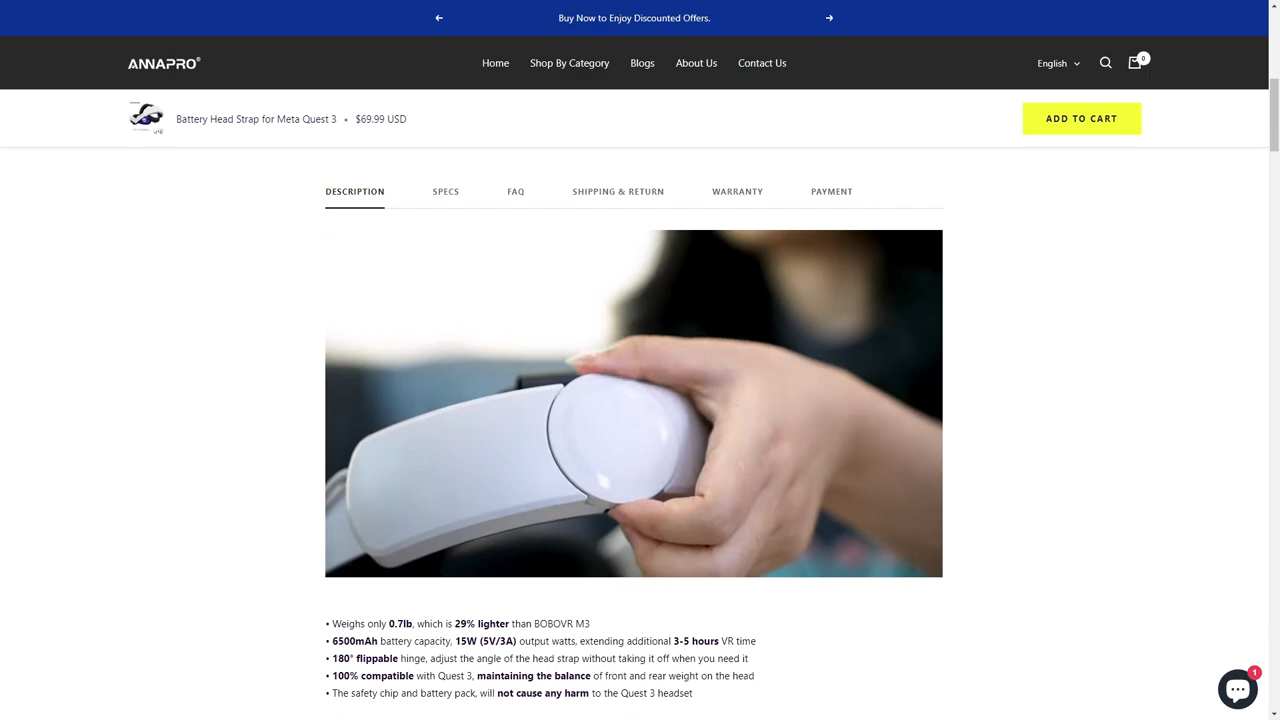 Buy Now to Enjoy Discounted Offers.
ANNAPRO®
Home Shop By Category Blogs About Us Contact Us
English
0
Battery Head Strap for Meta Quest 3 • $69.99 USD
ADD TO CART
DESCRIPTION SPECS FAQ SHIPPING & RETURN WARRANTY PAYMENT
• Weighs only 0.7lb, which is 29% lighter than BOBOVR M3
• 6500mAh battery capacity, 15W (5V/3A) output watts, extending additional 3-5 hours VR time
• 180° flippable hinge, adjust the angle of the head strap without taking it off when you need it
• 100% compatible with Quest 3, maintaining the balance of front and rear weight on the head
• The safety chip and battery pack, will not cause any harm to the Quest 3 headset
1